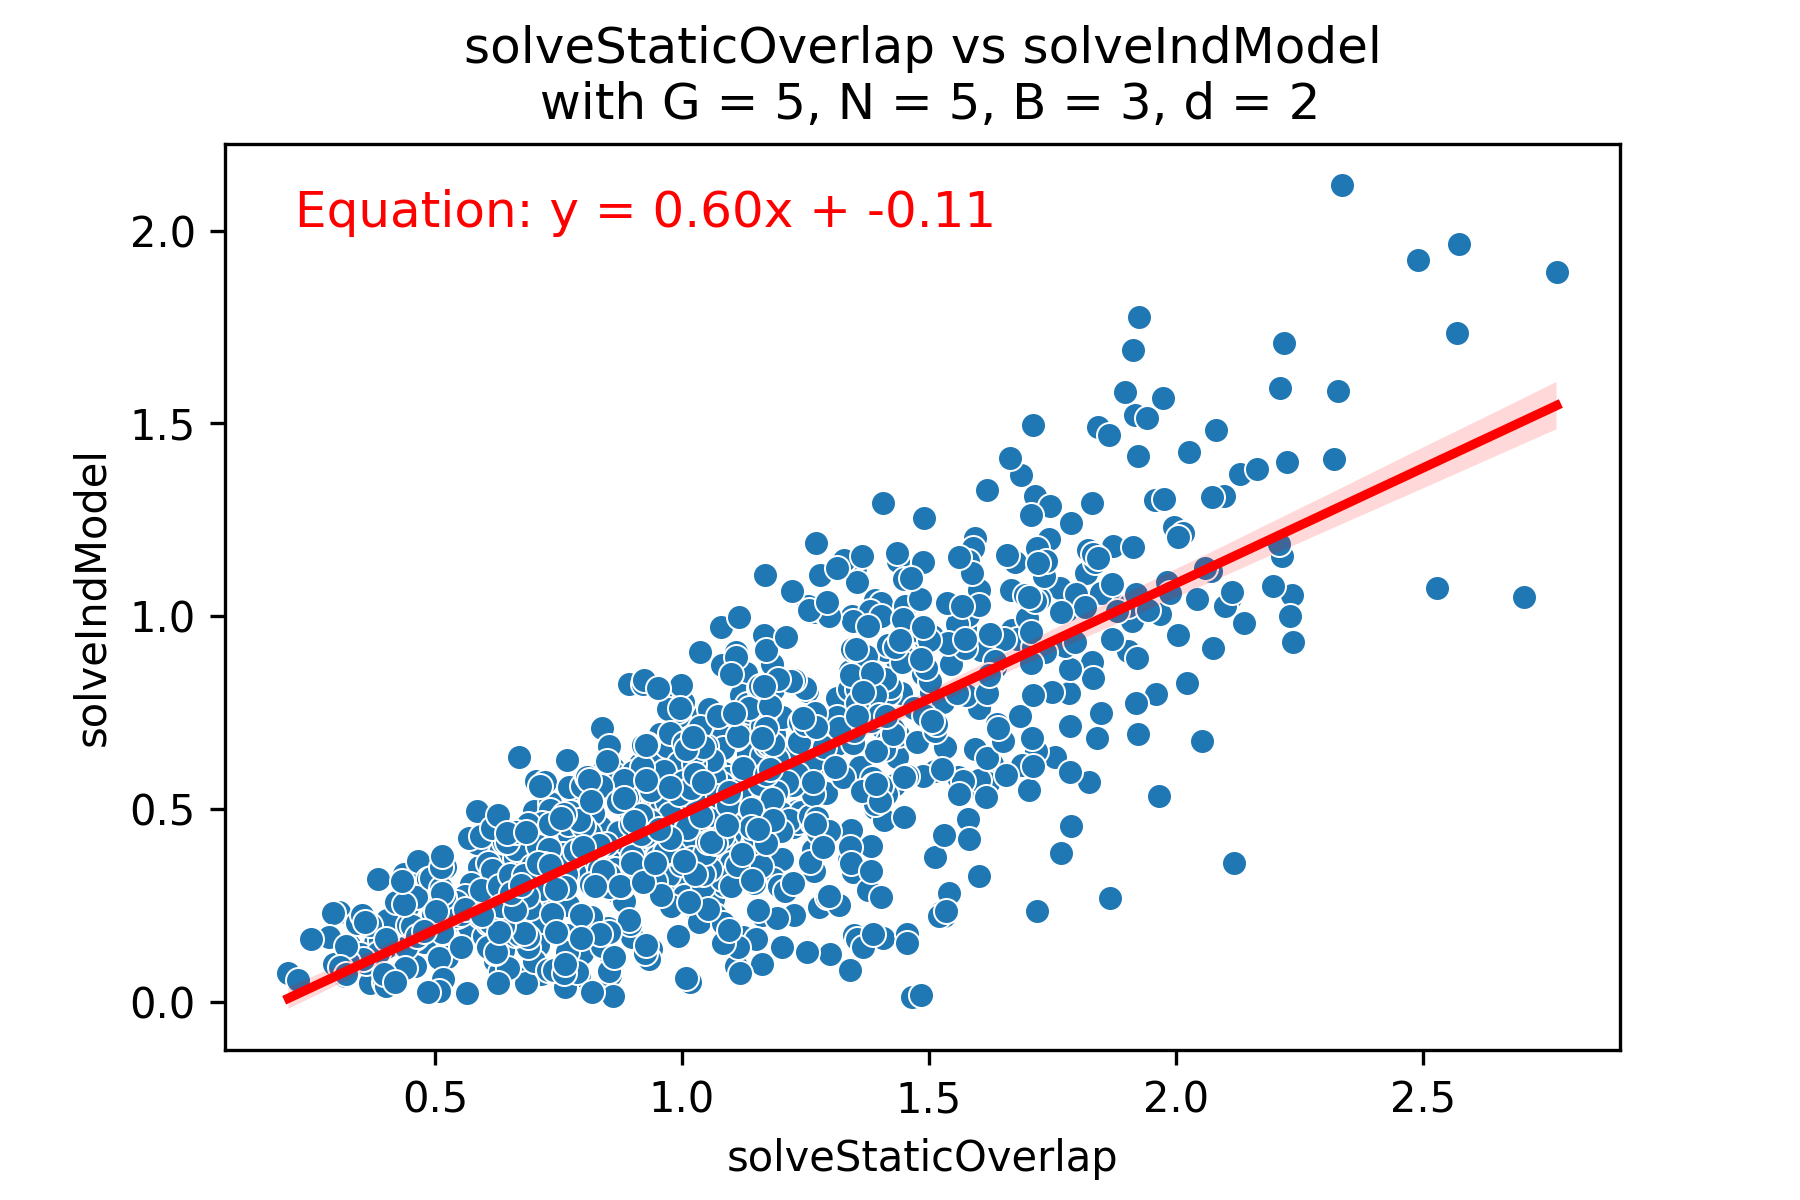 solveStaticOverlap vs solveIndModel
with G = 5, N = 5, B = 3, d = 2
Equation: y = 0.60x + -0.11
2.0
1.5
1.0
0.5
0.0
solveIndModel
0.5 1.0 1.5 2.0 2.5
solveStaticOverlap